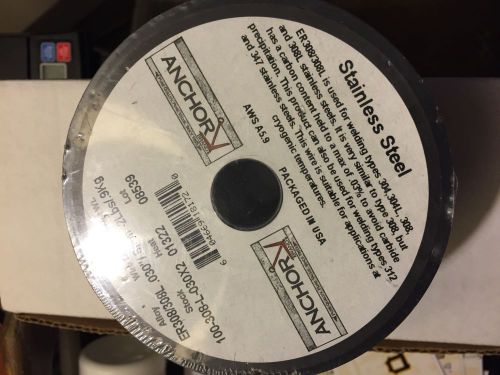 Stainless Steel
ER308/308L is used for welding types 304,304L, 308,
and 308L stainless steels. It is very similar to type 308, but
has a carbon content held to a max of .03% to avoid carbide
precipitation. This product can also be used for welding types 312
and 347 stainless steels. This wire is suitable for applications at
cryogenic temperatures.
AWS A5.9
PACKAGED IN USA
ANCHOR
ANCHOR
Alloy
ER308/308L .030"
2Lbs/.9Kg
Stock
Heat
Lot
100-308-L-030X2
01322
08539